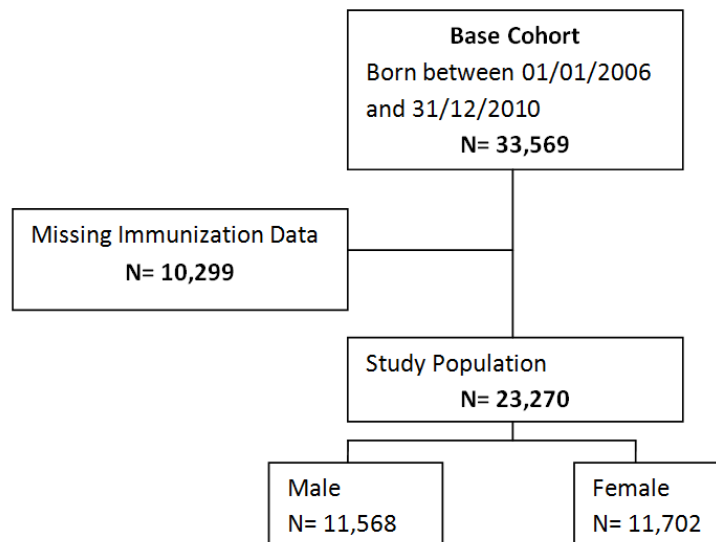 Base Cohort
Born between 01/01/2006
and 31/12/2010
N= 33,569
Missing Immunization Data
N= 10,299
Study Population
N= 23,270
Male
N= 11,568
Female
N= 11,702